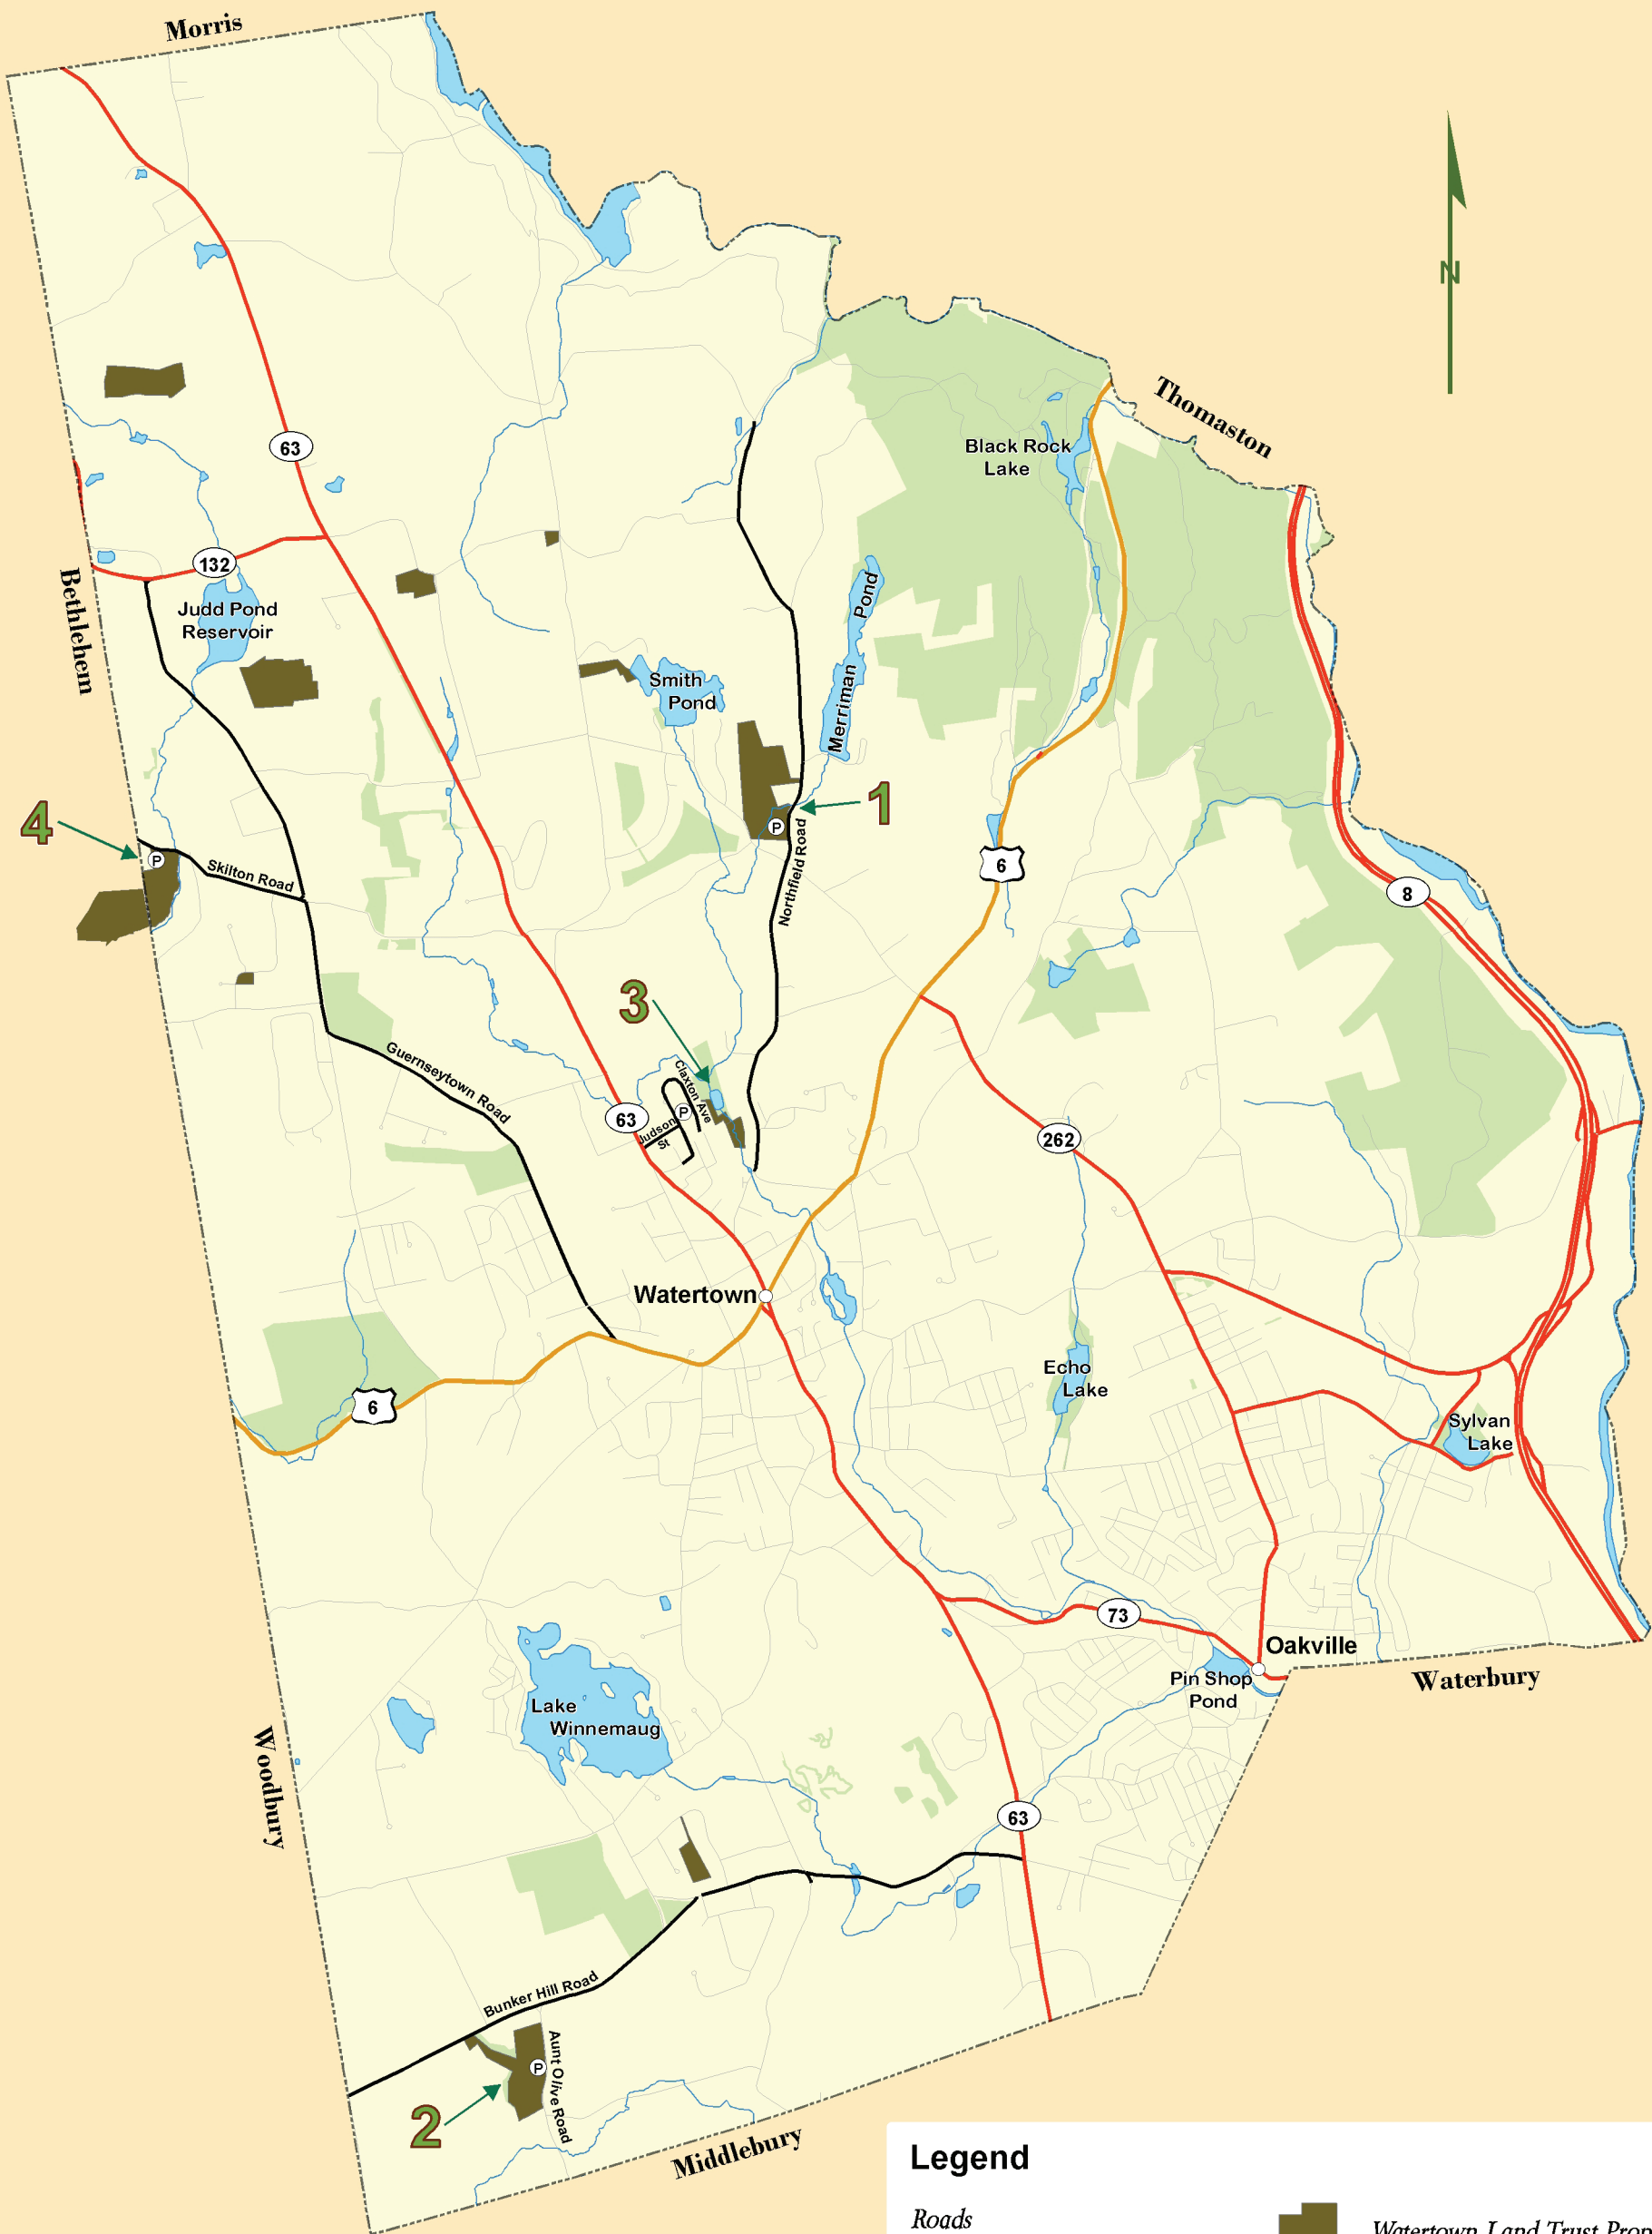 Morris
N
Thomaston
Black Rock
Lake
63
132
Bethlehem
Judd Pond
Reservoir
Merriman Pond
Smith
Pond
1
4
P
P
Skilton Road
Northfield Road
6
8
3
Guernseytown Road
Claxton Ave
P
Judson
St
63
262
Watertown
Echo
Lake
6
Sylvan
Lake
73
Oakville
Pin Shop
Pond
Waterbury
Lake
Winnemaug
Woodbury
63
Bunker Hill Road
Aunt Olive Road
P
2
Middlebury
Legend
Roads
Watertown Land Trust